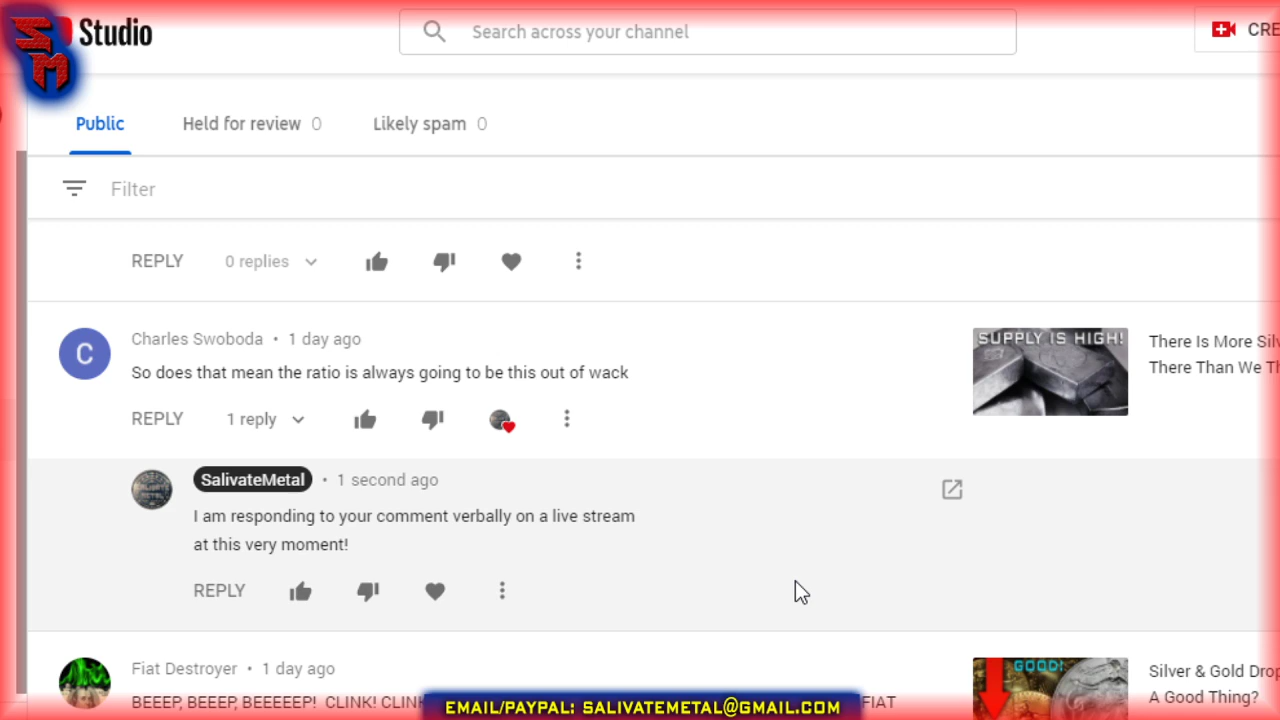 SM Studio
Search across your channel
CRE
Public
Held for review 0
Likely spam 0
Filter
REPLY 0 replies
Charles Swoboda • 1 day ago
So does that mean the ratio is always going to be this out of wack
REPLY 1 reply
SUPPLY IS HIGH!
There Is More Sil
There Than We Th
SalivateMetal • 1 second ago
I am responding to your comment verbally on a live stream
at this very moment!
REPLY
Fiat Destroyer • 1 day ago
BEEEP, BEEEP, BEEEEEP! CLINK! CLIN
FIAT
GOOD!
Silver & Gold Drop
A Good Thing?
EMAIL/PAYPAL: SALIVATEMETAL@GMAIL.COM